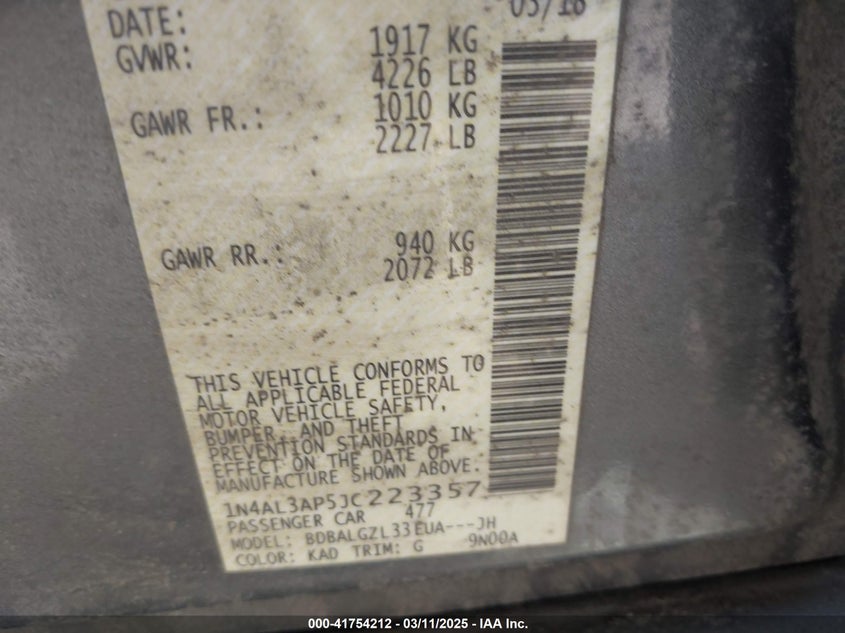 DATE: 05/18
GVWR: 1917 KG
4226 LB
GAWR FR.: 1010 KG
2227 LB
GAWR RR.: 940 KG
2072 LB
THIS VEHICLE CONFORMS TO
ALL APPLICABLE FEDERAL
MOTOR VEHICLE SAFETY,
BUMPER, AND THEFT
PREVENTION STANDARDS IN
EFFECT ON THE DATE OF
MANUFACTURE SHOWN ABOVE.
1N4AL3AP5JC223357
PASSENGER CAR 477
MODEL: BDBALGZL33EUA---JH
COLOR: KAD TRIM: G 9N00A
000-41754212 - 03/11/2025 - IAA Inc.